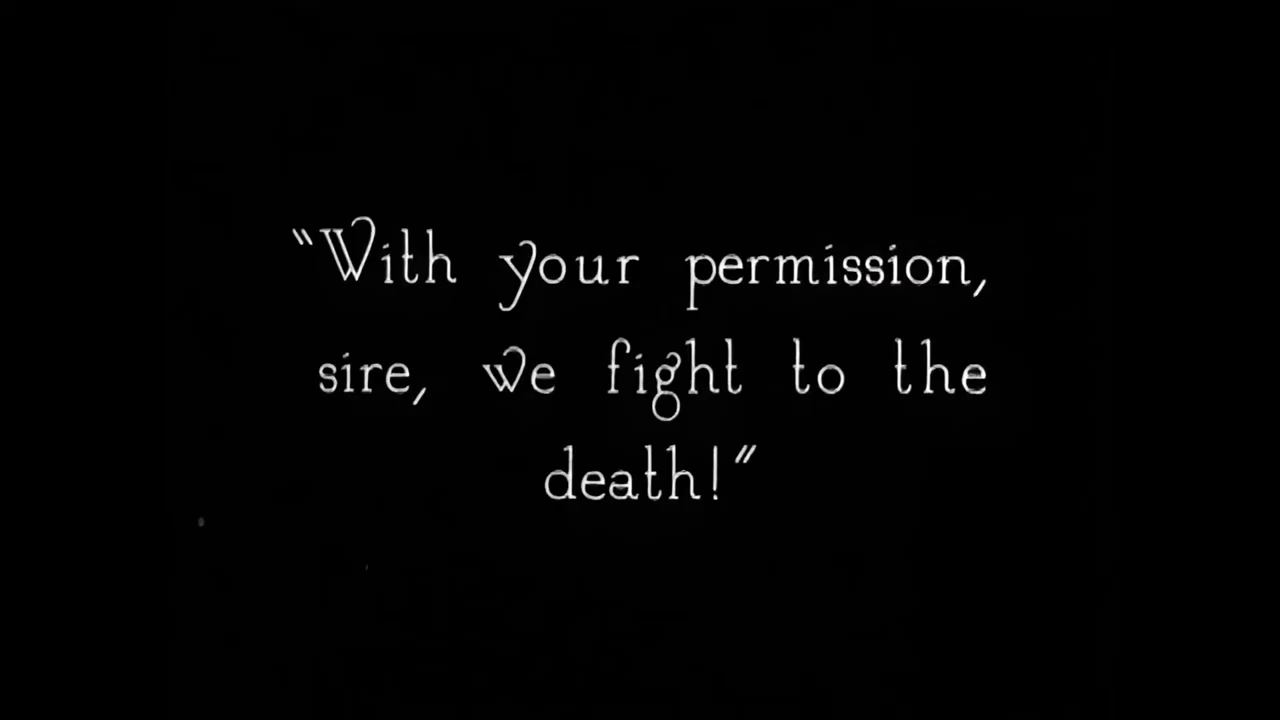 “With your permission,
sire, we fight to the
death!”